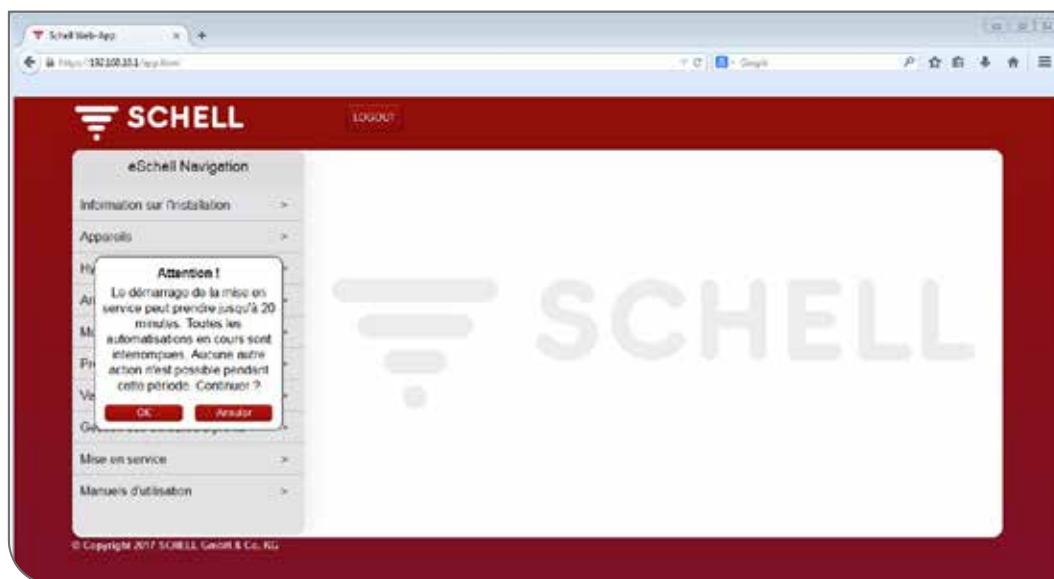 Schell Web-App
Google
SCHELL
LOGOUT
eSchell Navigation
Information sur l'installation >
Appareils >
Hy
Attention !
Le démarrage de la mise en
service peut prendre jusqu'à 20
minutes. Toutes les
automatisations en cours sont
interrompues. Aucune autre
action n'est possible pendant
cette période. Continuer ?
OK Annuler
Mise en service >
Manuels d'utilisation >
SCHELL
© Copyright 2017 SCHELL GmbH & Co. KG